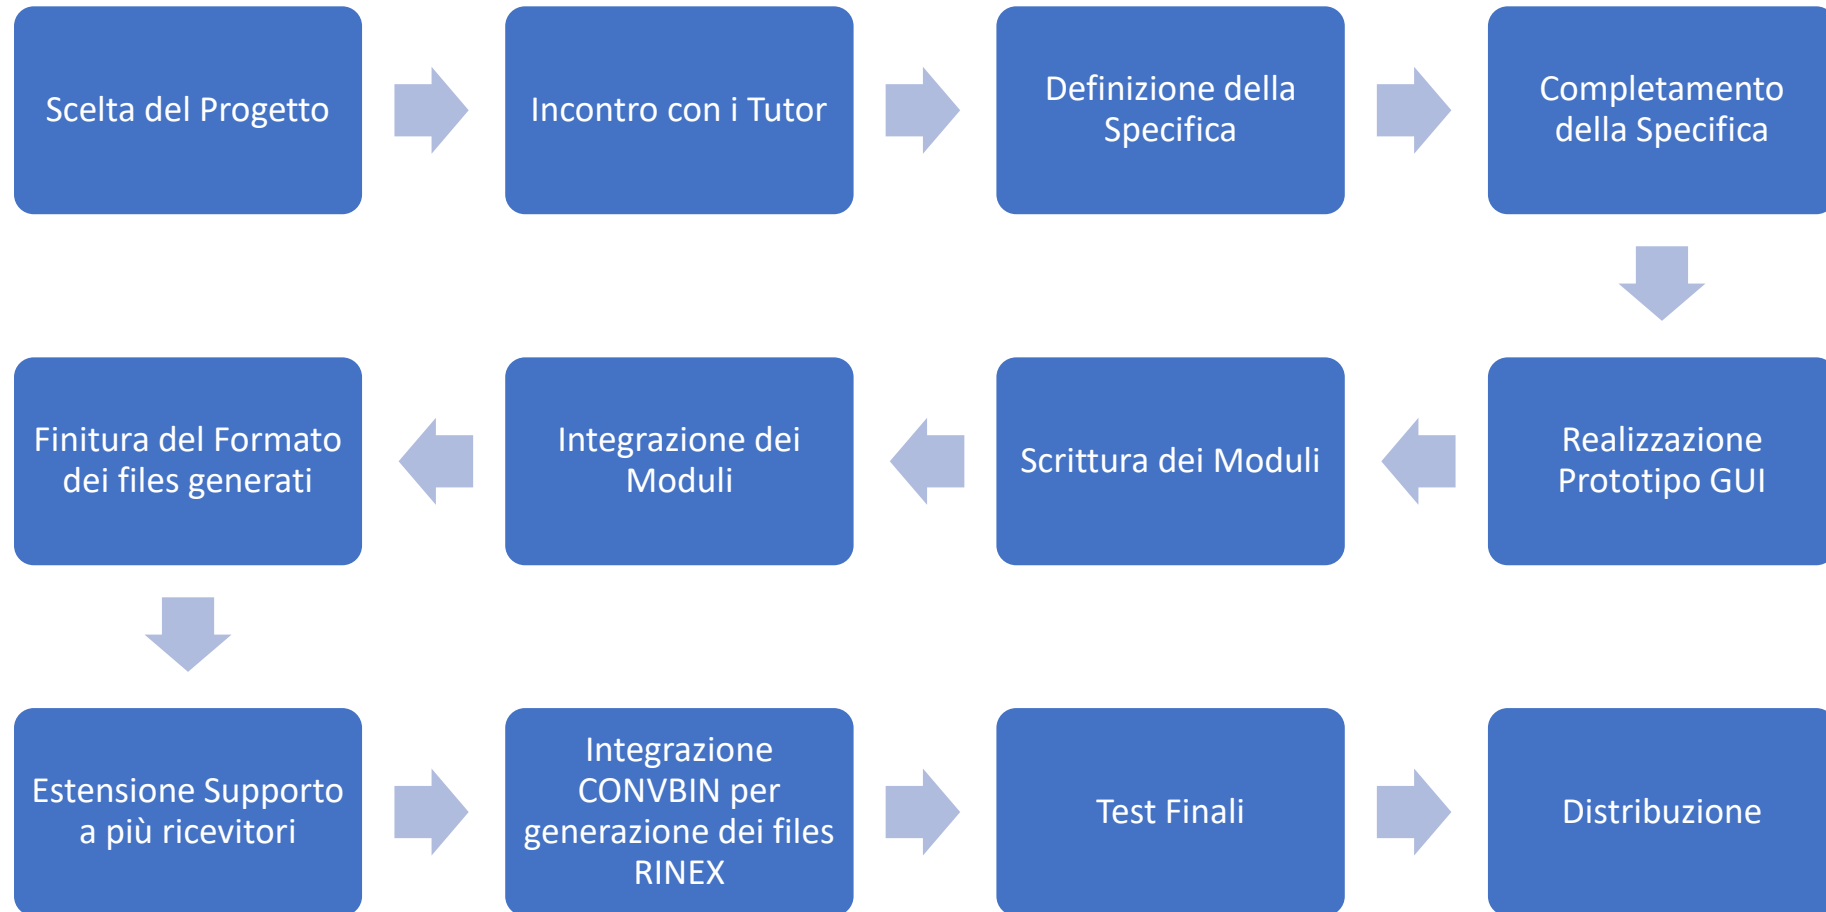 Scelta del Progetto
Incontro con i Tutor
Definizione della
Specifica
Completamento
della Specifica
Realizzazione
Prototipo GUI
Scrittura dei Moduli
Integrazione dei
Moduli
Finitura del Formato
dei files generati
Estensione Supporto
a più ricevitori
Integrazione
CONVBIN per
generazione dei files
RINEX
Test Finali
Distribuzione